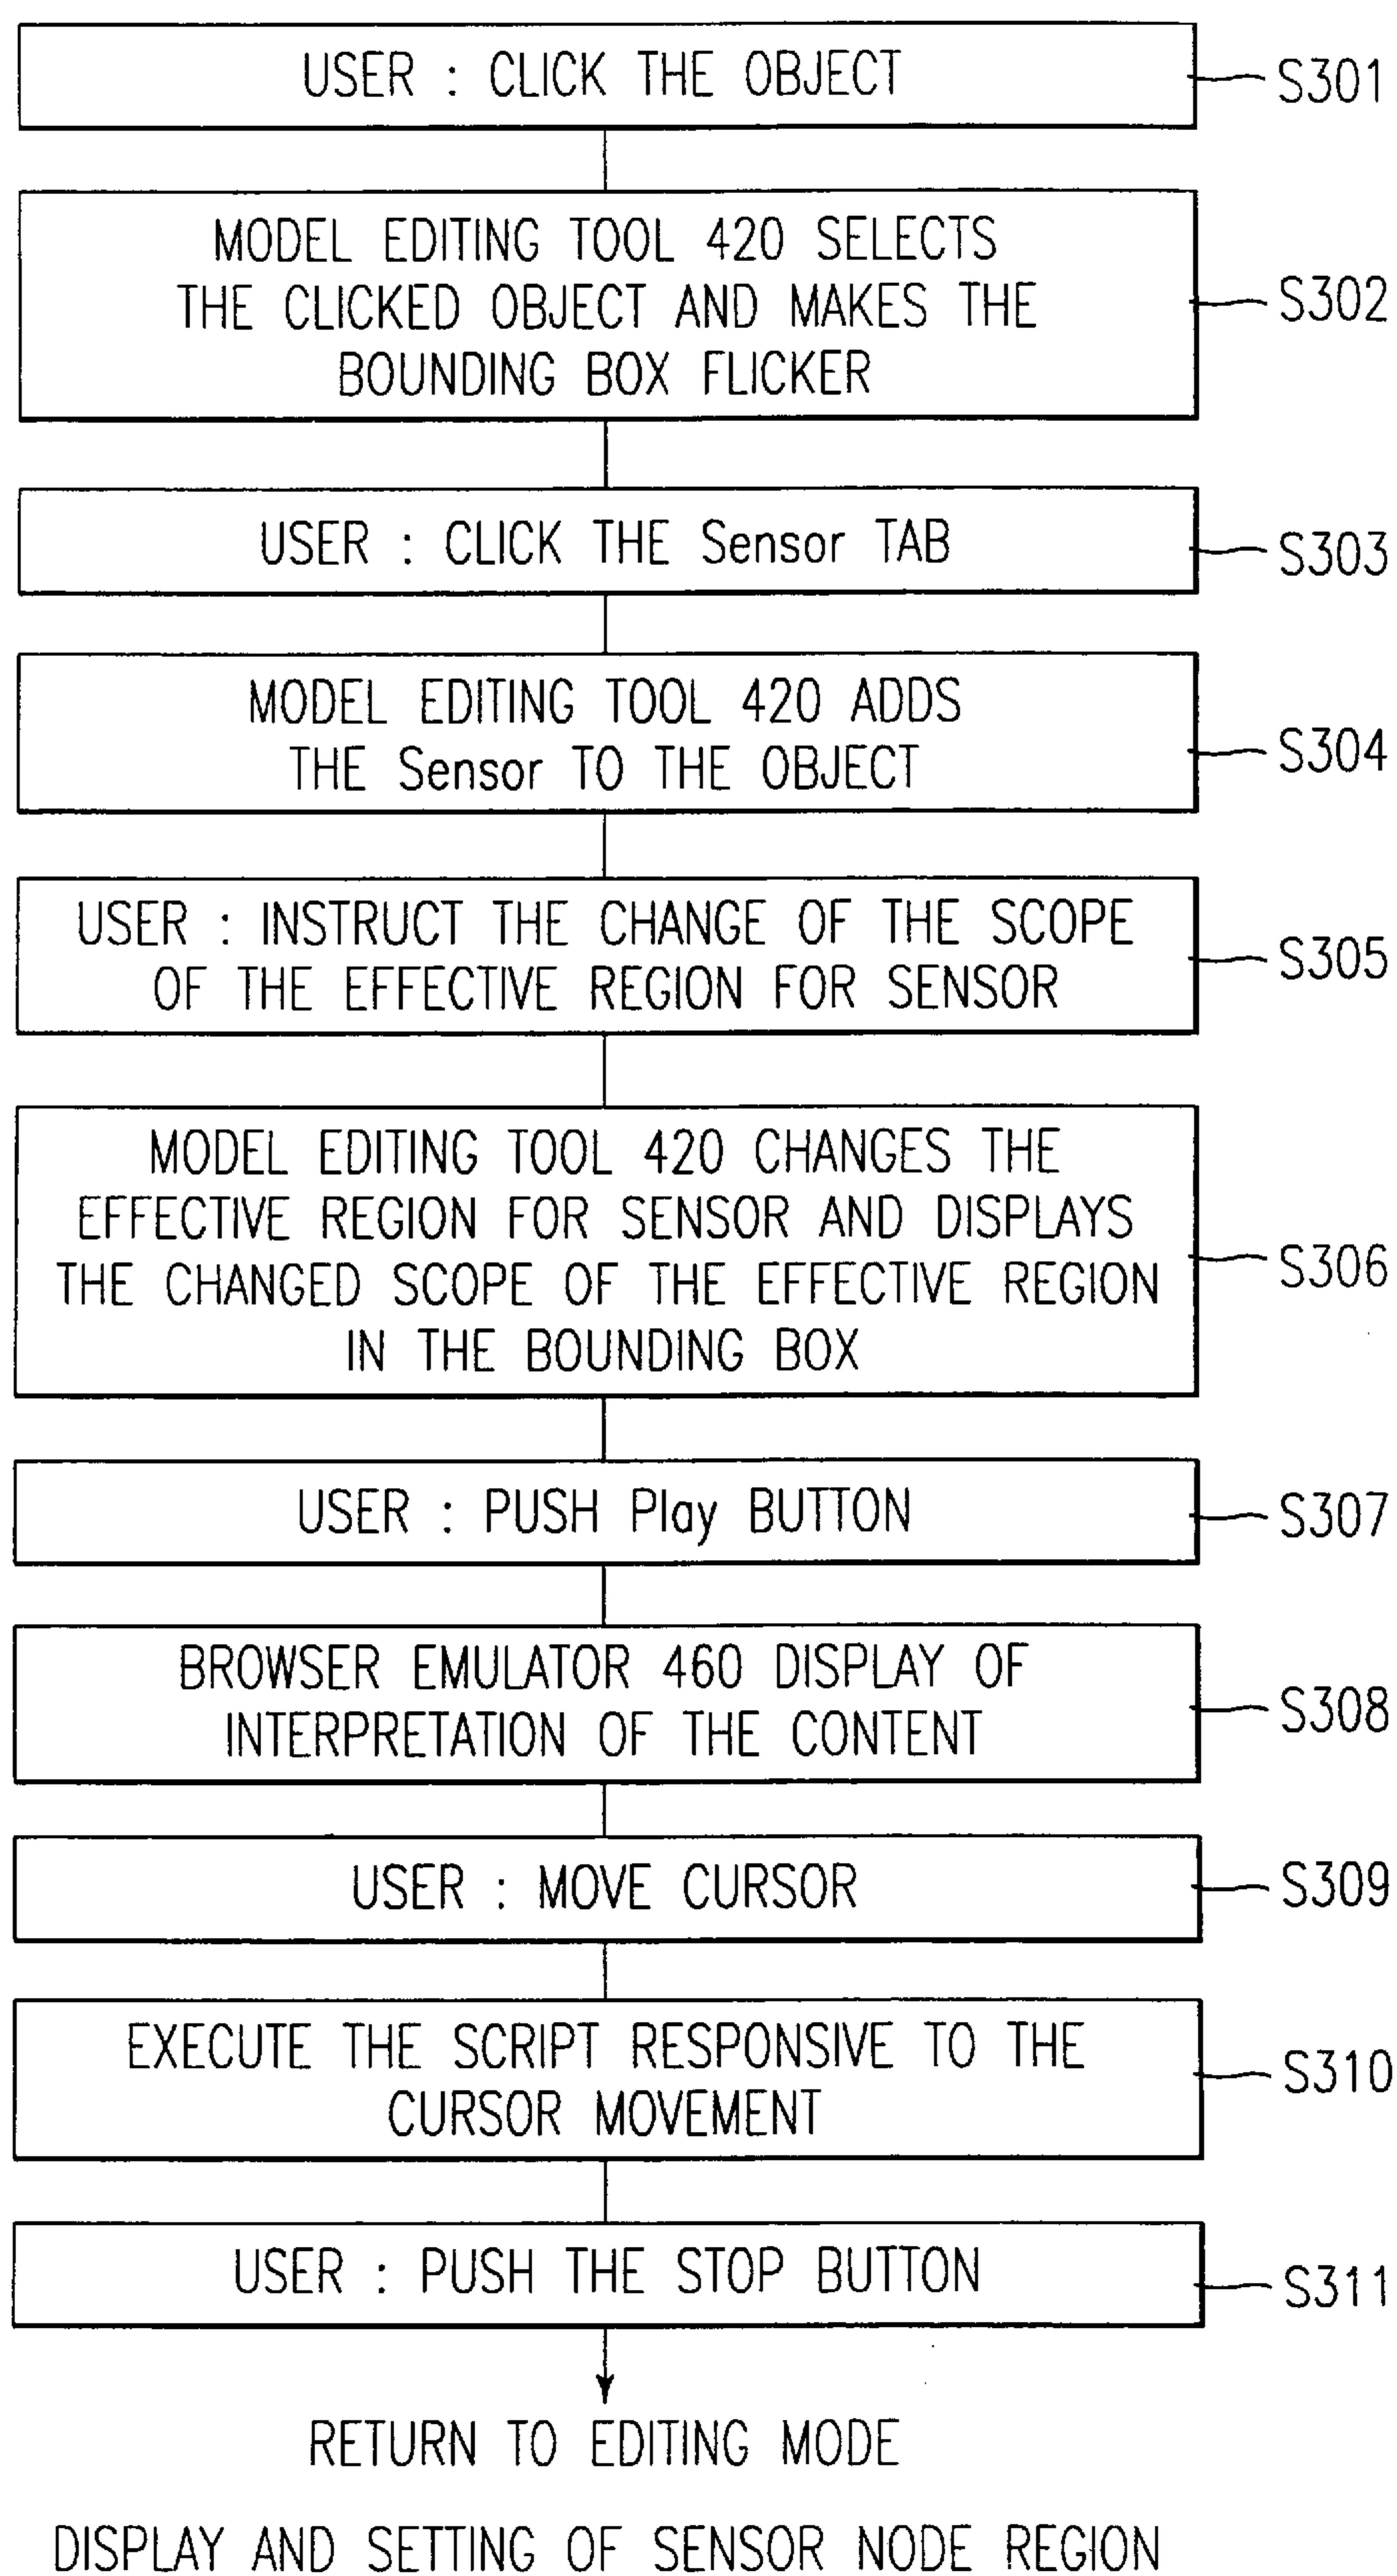 USER : CLICK THE OBJECT
S301
MODEL EDITING TOOL 420 SELECTS
THE CLICKED OBJECT AND MAKES THE
BOUNDING BOX FLICKER
S302
USER : CLICK THE Sensor TAB
S303
MODEL EDITING TOOL 420 ADDS
THE Sensor TO THE OBJECT
S304
USER : INSTRUCT THE CHANGE OF THE SCOPE
OF THE EFFECTIVE REGION FOR SENSOR
S305
MODEL EDITING TOOL 420 CHANGES THE
EFFECTIVE REGION FOR SENSOR AND DISPLAYS
THE CHANGED SCOPE OF THE EFFECTIVE REGION
IN THE BOUNDING BOX
S306
USER : PUSH Play BUTTON
S307
BROWSER EMULATOR 460 DISPLAY OF
INTERPRETATION OF THE CONTENT
S308
USER : MOVE CURSOR
S309
EXECUTE THE SCRIPT RESPONSIVE TO THE
CURSOR MOVEMENT
S310
USER : PUSH THE STOP BUTTON
S311
RETURN TO EDITING MODE
DISPLAY AND SETTING OF SENSOR NODE REGION